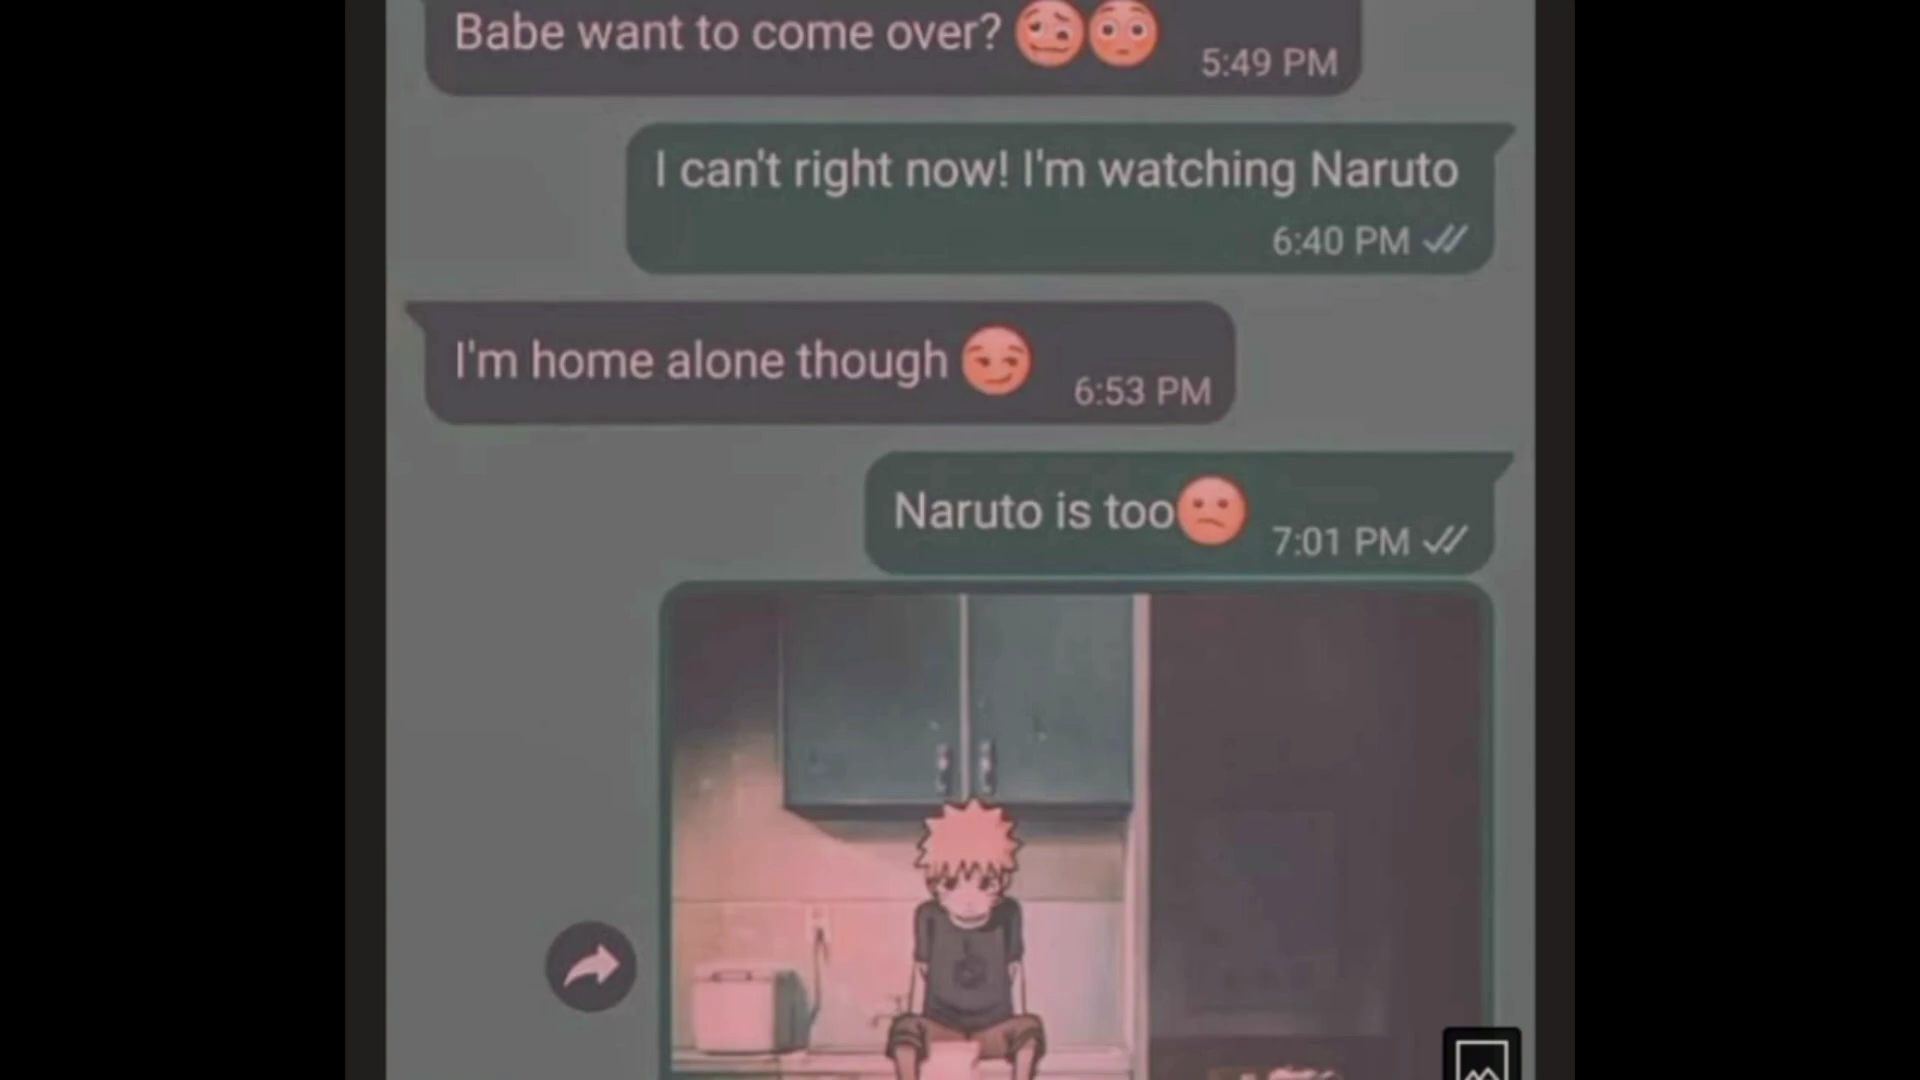 Babe want to come over? 🥴😳
5:49 PM
I can't right now! I'm watching Naruto
6:40 PM
I'm home alone though 😏
6:53 PM
Naruto is too😕
7:01 PM